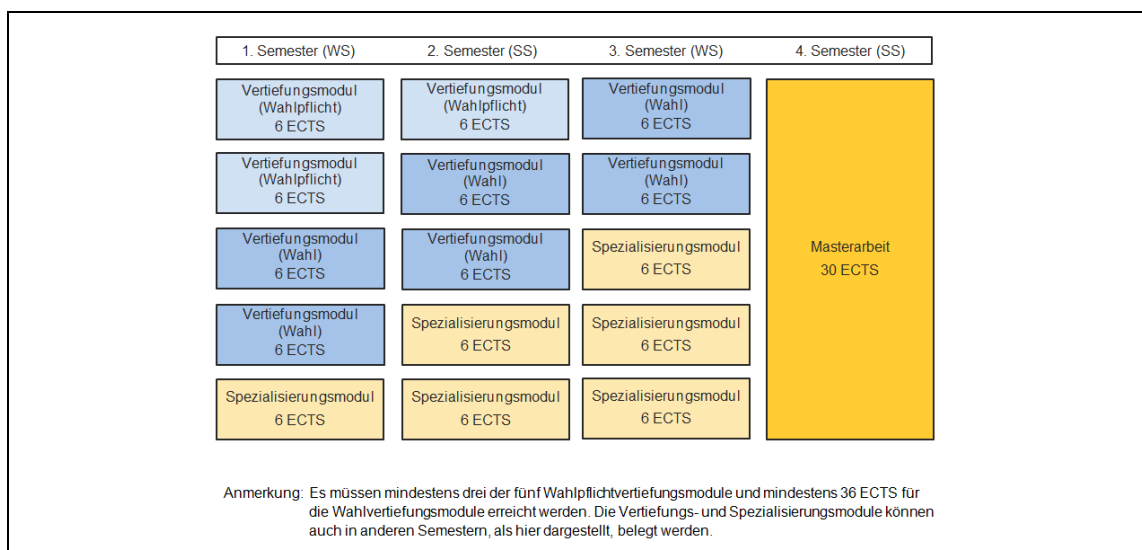 1. Semester (WS)
2. Semester (SS)
3. Semester (WS)
4. Semester (SS)
Vertiefungsmodul
(Wahlpflicht)
6 ECTS
Vertiefungsmodul
(Wahlpflicht)
6 ECTS
Vertiefungsmodul
(Wahl)
6 ECTS
Vertiefungsmodul
(Wahlpflicht)
6 ECTS
Vertiefungsmodul
(Wahl)
6 ECTS
Vertiefungsmodul
(Wahl)
6 ECTS
Vertiefungsmodul
(Wahl)
6 ECTS
Vertiefungsmodul
(Wahl)
6 ECTS
Spezialisierungsmodul
6 ECTS
Masterarbeit
30 ECTS
Vertiefungsmodul
(Wahl)
6 ECTS
Spezialisierungsmodul
6 ECTS
Spezialisierungsmodul
6 ECTS
Spezialisierungsmodul
6 ECTS
Spezialisierungsmodul
6 ECTS
Spezialisierungsmodul
6 ECTS
Anmerkung: Es müssen mindestens drei der fünf Wahlpflichtvertiefungsmodule und mindestens 36 ECTS für
die Wahlvertiefungsmodule erreicht werden. Die Vertiefungs- und Spezialisierungsmodule können
auch in anderen Semestern, als hier dargestellt, belegt werden.